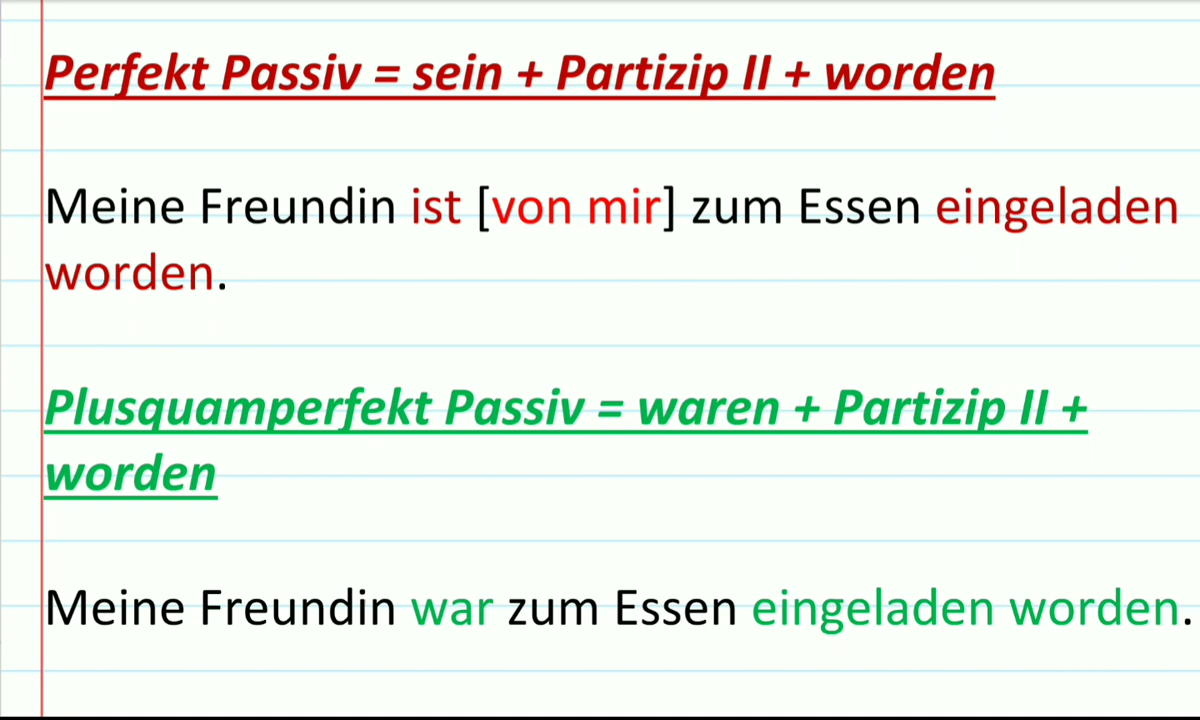 Perfekt Passiv = sein + Partizip II + worden
Meine Freundin ist [von mir] zum Essen eingeladen
worden.
Plusquamperfekt Passiv = waren + Partizip II +
worden
Meine Freundin war zum Essen eingeladen worden.